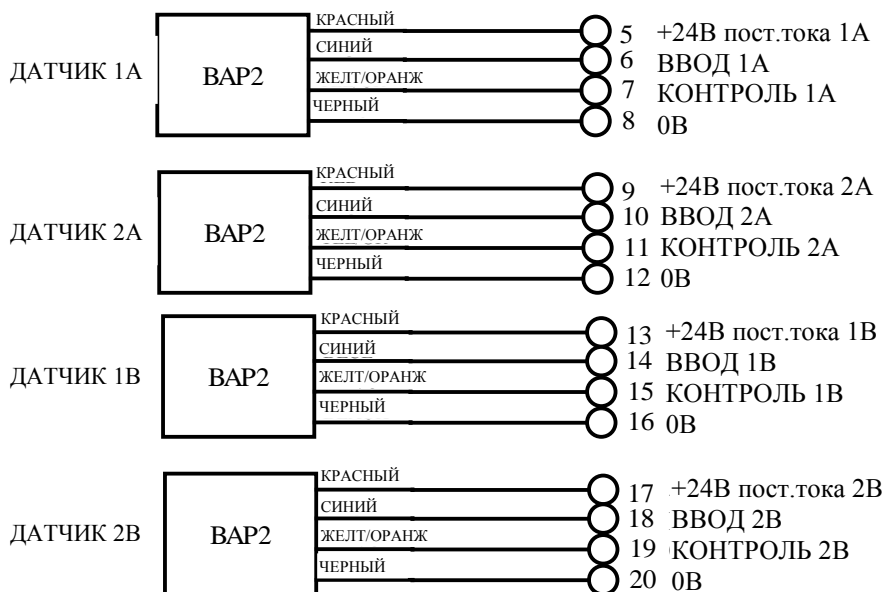 КРАСНЫЙ
5 +24В пост.тока 1А
СИНИЙ
6 ВВОД 1А
ДАТЧИК 1А
ВАР2
ЖЕЛТ/ОРАНЖ
7 КОНТРОЛЬ 1А
ЧЕРНЫЙ
8 0В
КРАСНЫЙ
9 +24В пост.тока 2А
СИНИЙ
10 ВВОД 2А
ДАТЧИК 2А
ВАР2
ЖЕЛТ/ОРАНЖ
11 КОНТРОЛЬ 2А
ЧЕРНЫЙ
12 0В
КРАСНЫЙ
13 +24В пост.тока 1В
СИНИЙ
14 ВВОД 1В
ДАТЧИК 1В
ВАР2
ЖЕЛТ/ОРАНЖ
15 КОНТРОЛЬ 1В
ЧЕРНЫЙ
16 0В
КРАСНЫЙ
17 +24В пост.тока 2В
СИНИЙ
18 ВВОД 2В
ДАТЧИК 2В
ВАР2
ЖЕЛТ/ОРАНЖ
19 КОНТРОЛЬ 2В
ЧЕРНЫЙ
20 0В